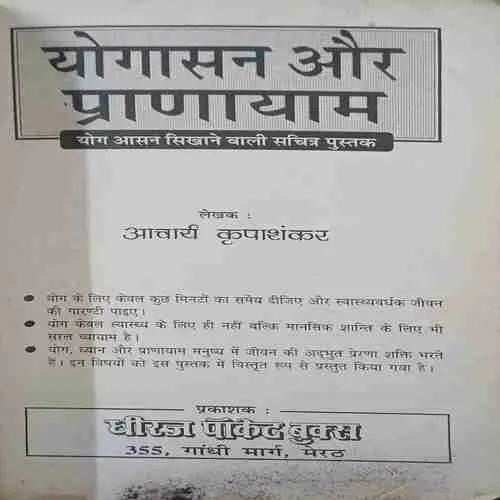 योगासन और
प्राणायाम
योग आसन सिखाने वाली सचित्र पुस्तक
लेखक :
आचार्य कृपाशंकर
● योग के लिए केवल कुछ मिनटों का समय दीजिए और स्वास्थ्यवर्धक जीवन
की गारण्टी पाइए।
● योग केवल स्वास्थ्य के लिए ही नहीं बल्कि मानसिक शान्ति के लिए भी
सरल व्यायाम है।
● योग, ध्यान और प्राणायाम मनुष्य में जीवन की अद्भुत प्रेरणा शक्ति भरते
है। इन विषयों को इस पुस्तक में विस्तृत रूप से प्रस्तुत किया गया है।
प्रकाशक :
धीरज पॉकेट बुक्स
355, गांधी मार्ग, मेरठ